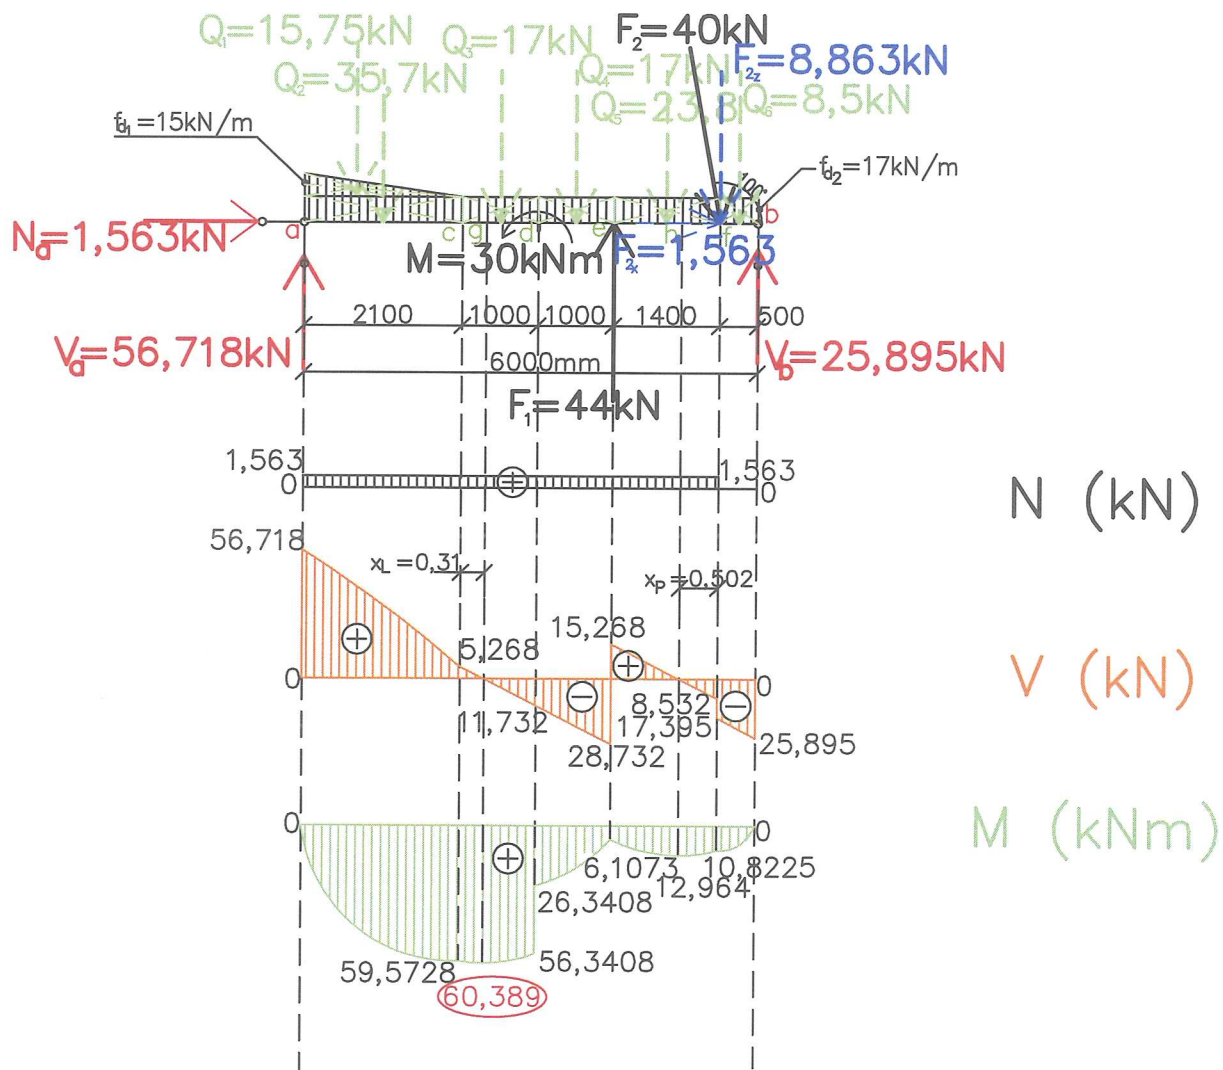 Q1=15,75kN
Q3=17kN
F2=40kN
Q2=35,7kN
Q4=17kN
F2z=8,863kN
Q5=23,8
Q6=8,5kN
fd1=15kN/m
fd2=17kN/m
100°
Na=1,563kN
a
c
g
d
e
h
f
b
M=30kNm
F2x=1,563
2100
1000
1000
1400
500
Va=56,718kN
6000mm
Vb=25,895kN
F1=44kN
1,563
0
+
1,563
0
N (kN)
56,718
xL=0,31
xP=0,502
+
5,268
15,268
+
0
−
8,532
−
0
V (kN)
11,732
17,395
28,732
25,895
0
+
0
M (kNm)
6,1073
10,8225
12,964
26,3408
59,5728
56,3408
60,389